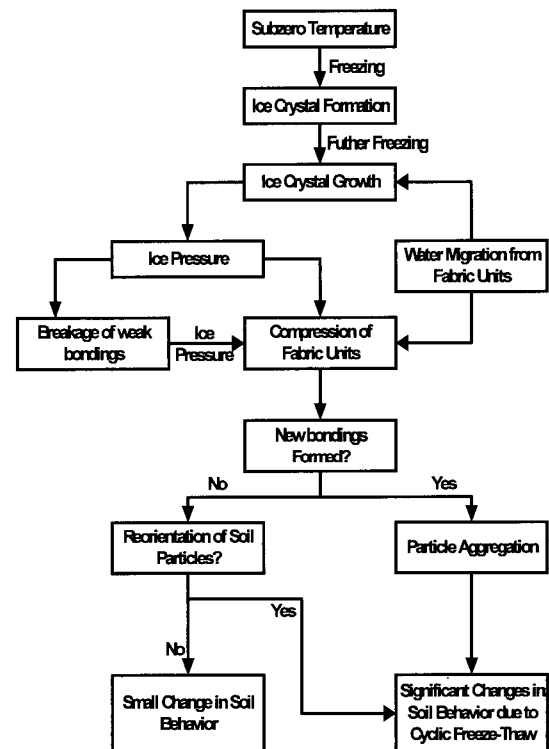 Subzero Temperature
Freezing
Ice Crystal Formation
Futher Freezing
Ice Crystal Growth
Ice Pressure
Water Migration from
Fabric Units
Breakage of weak
bondings
Ice
Pressure
Compression of
Fabric Units
New bondings
Formed?
No
Yes
Reorientation of Soil
Particles?
Particle Aggregation
Yes
No
Small Change in Soil
Behavior
Significant Changes in
Soil Behavior due to
Cyclic Freeze-Thaw